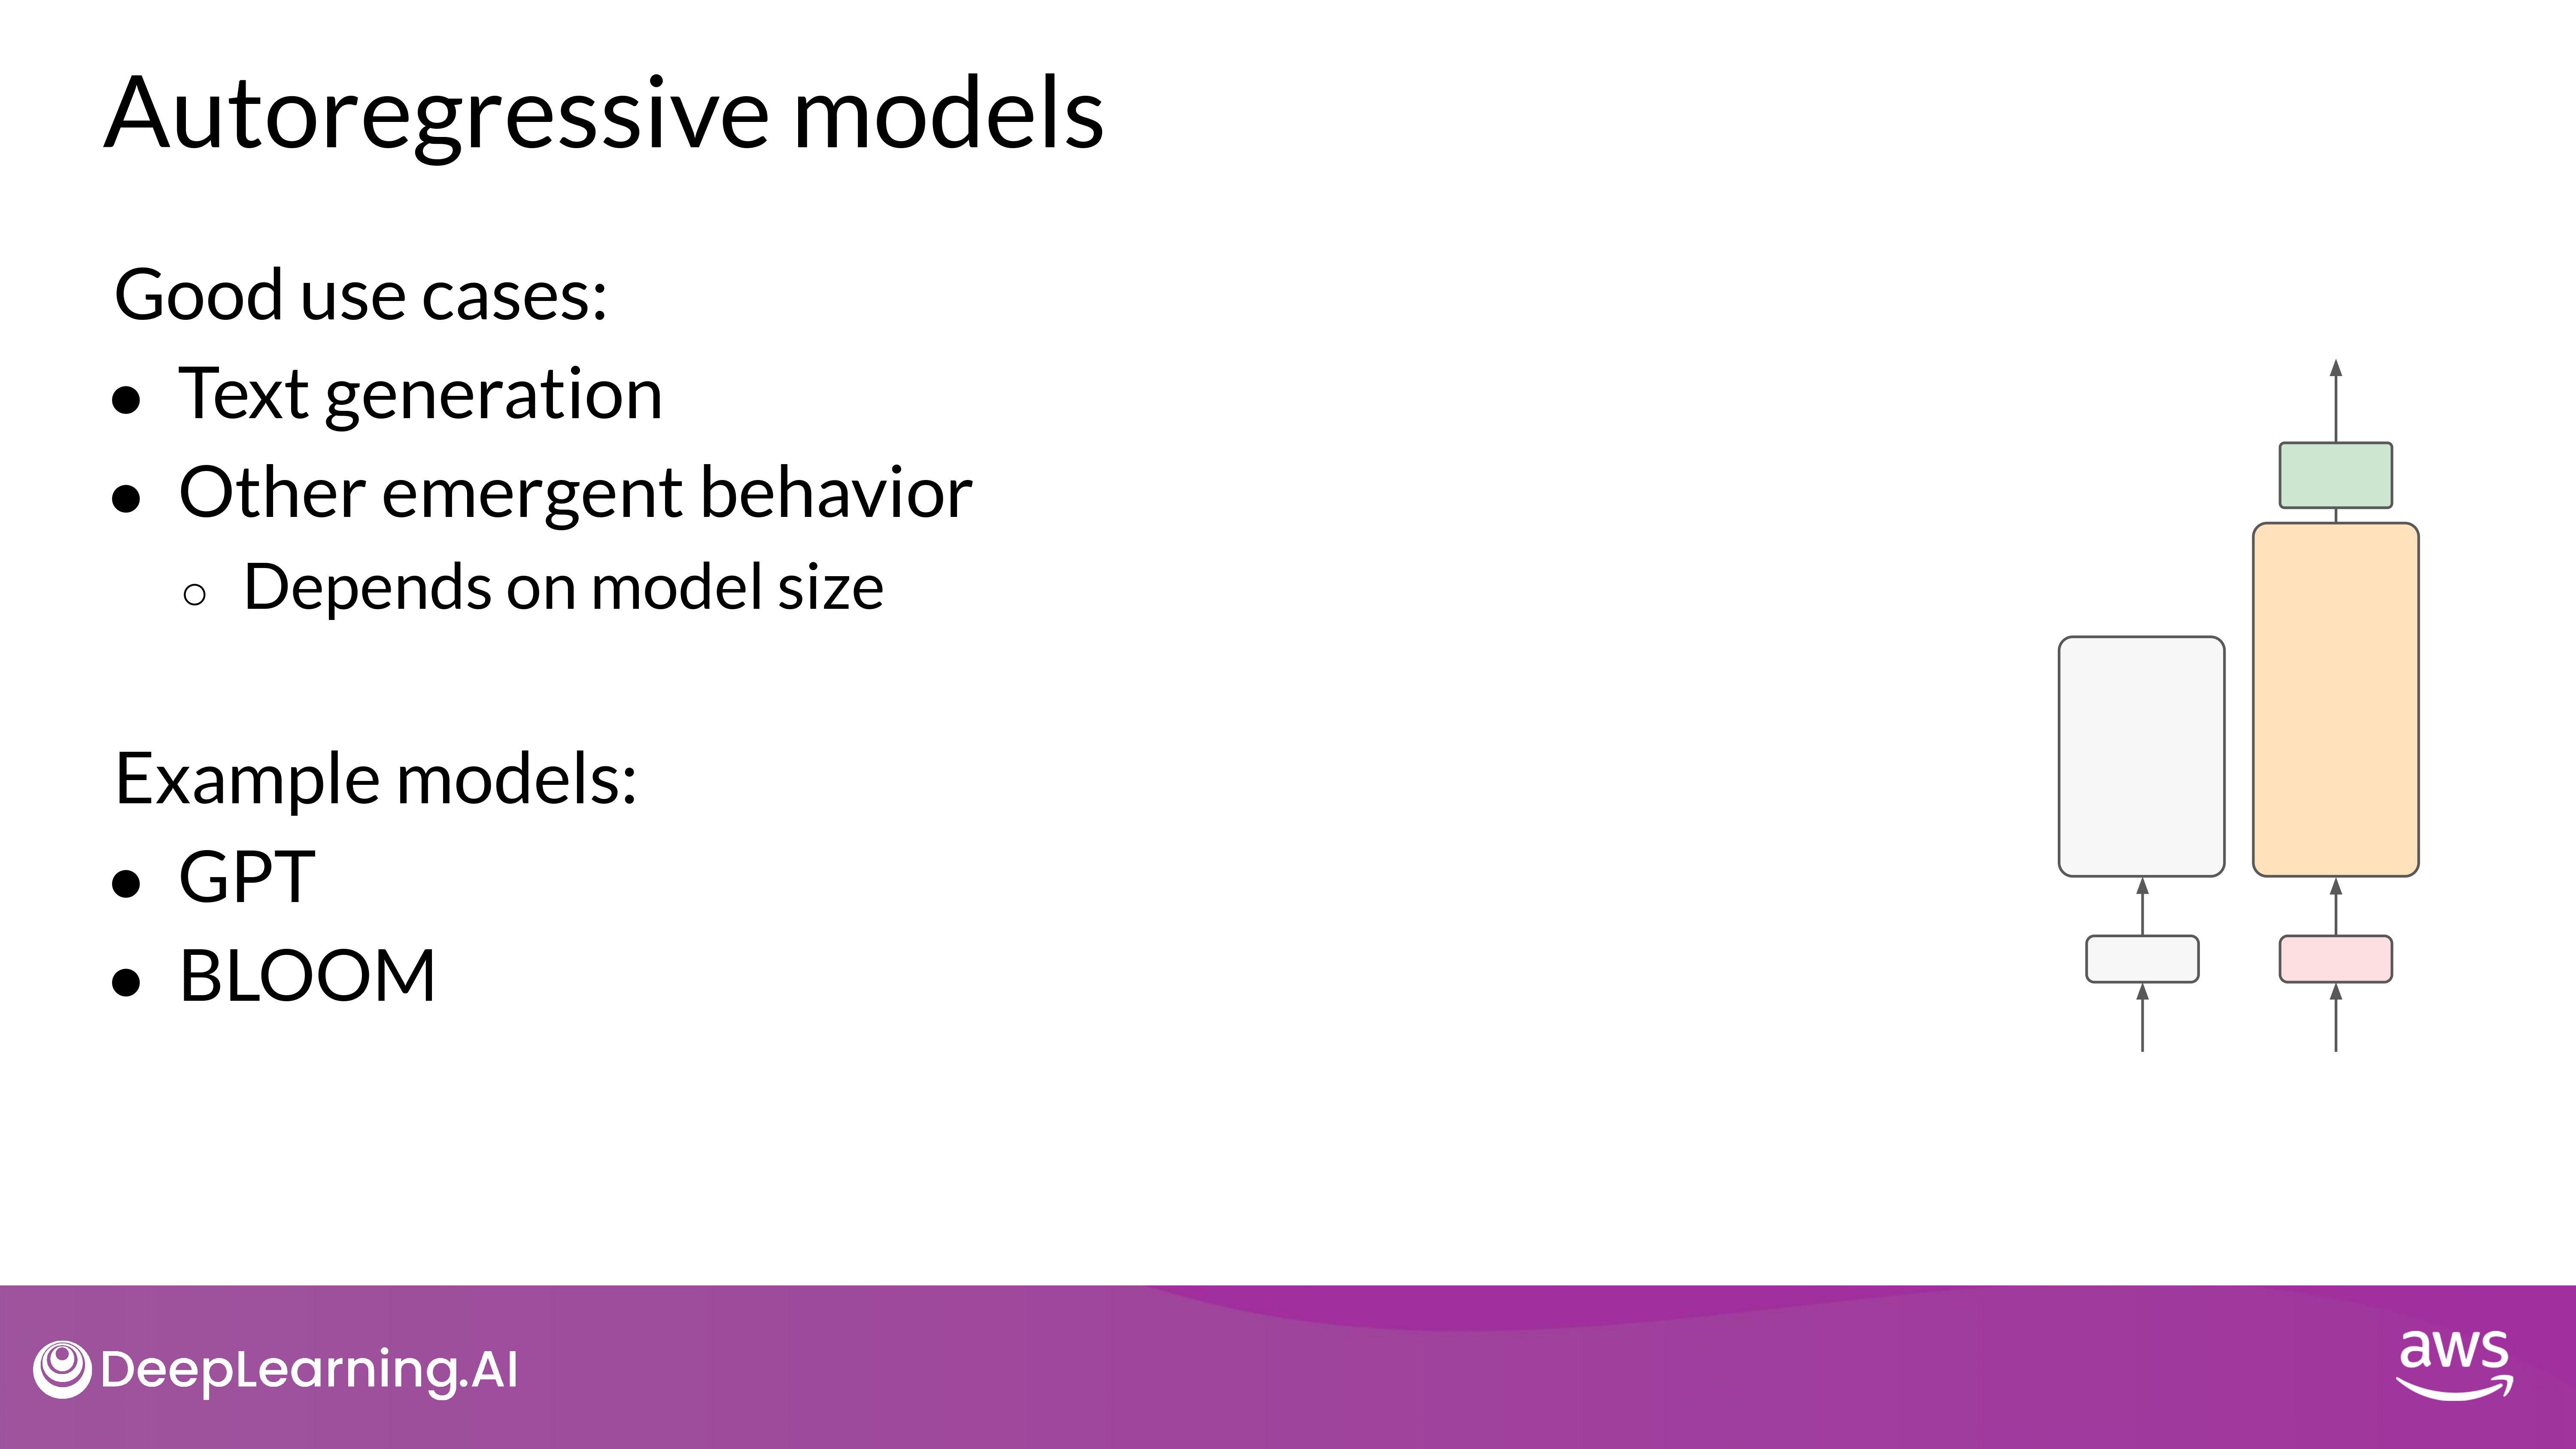 Autoregressive models
Good use cases:
● Text generation
● Other emergent behavior
○ Depends on model size
Example models:
● GPT
● BLOOM
DeepLearning.AI
aws